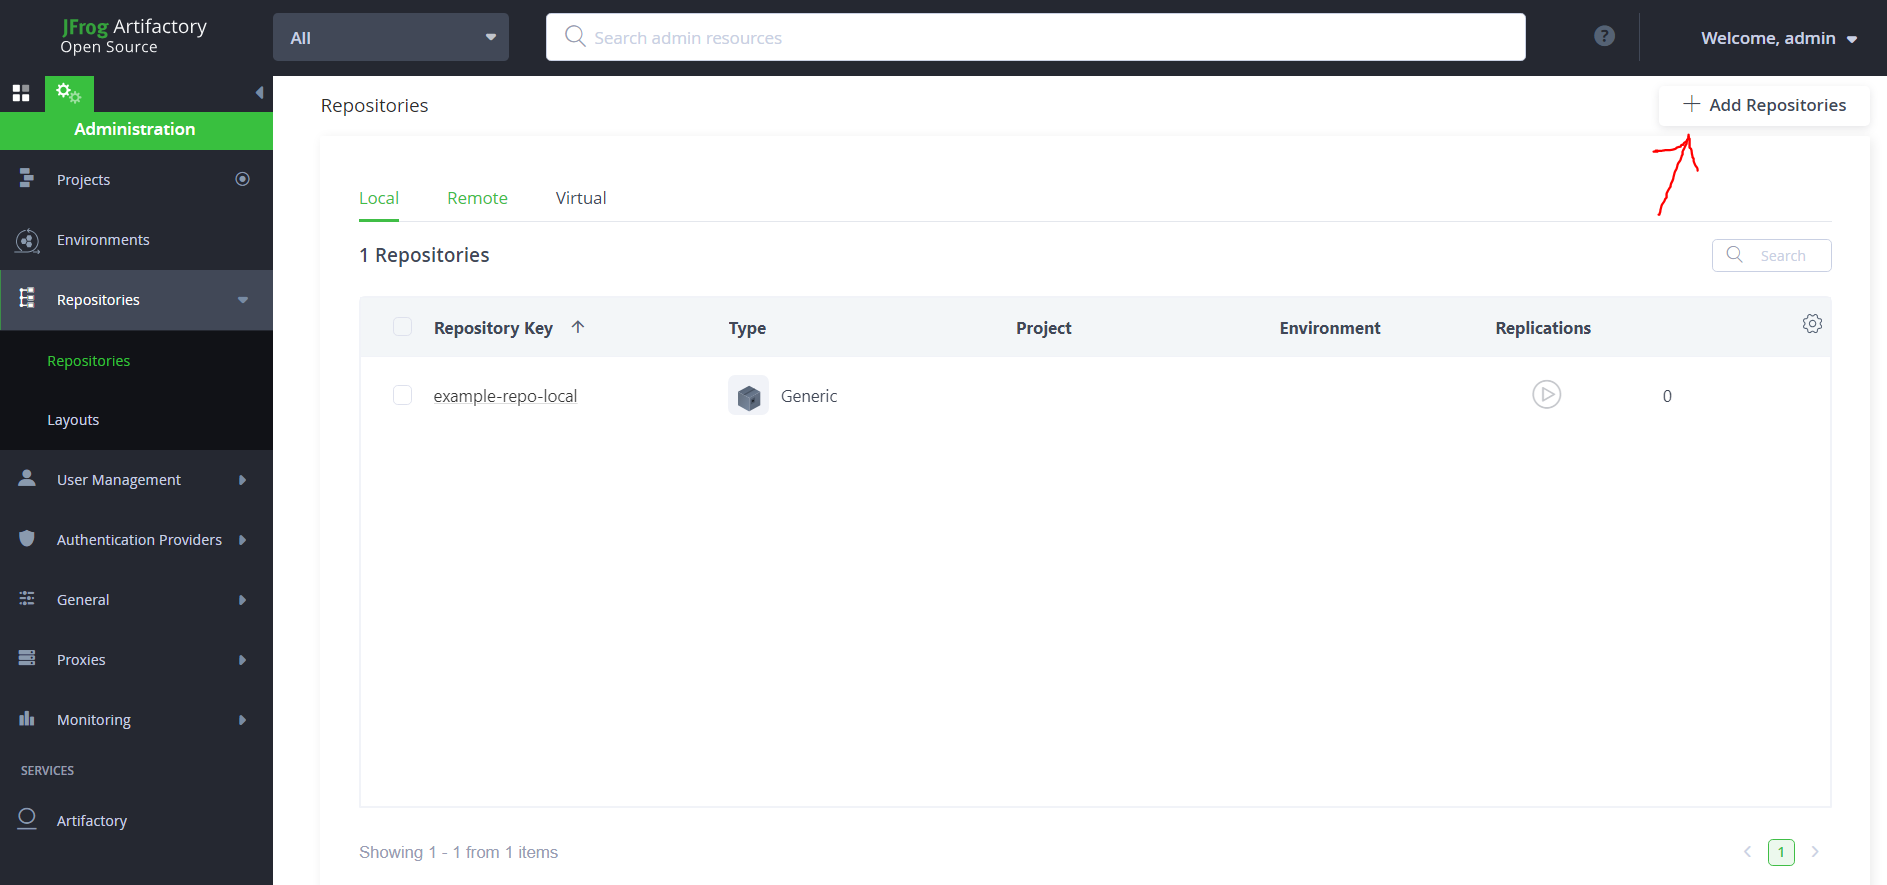 JFrog Artifactory
Open Source
All
Search admin resources
?
Welcome, admin
Administration
Projects
Environments
Repositories
Repositories
Layouts
User Management
Authentication Providers
General
Proxies
Monitoring
SERVICES
Artifactory
Repositories
+ Add Repositories
Local Remote Virtual
1 Repositories
Search
Repository Key ↑ Type Project Environment Replications
example-repo-local Generic 0
Showing 1 - 1 from 1 items
< 1 >